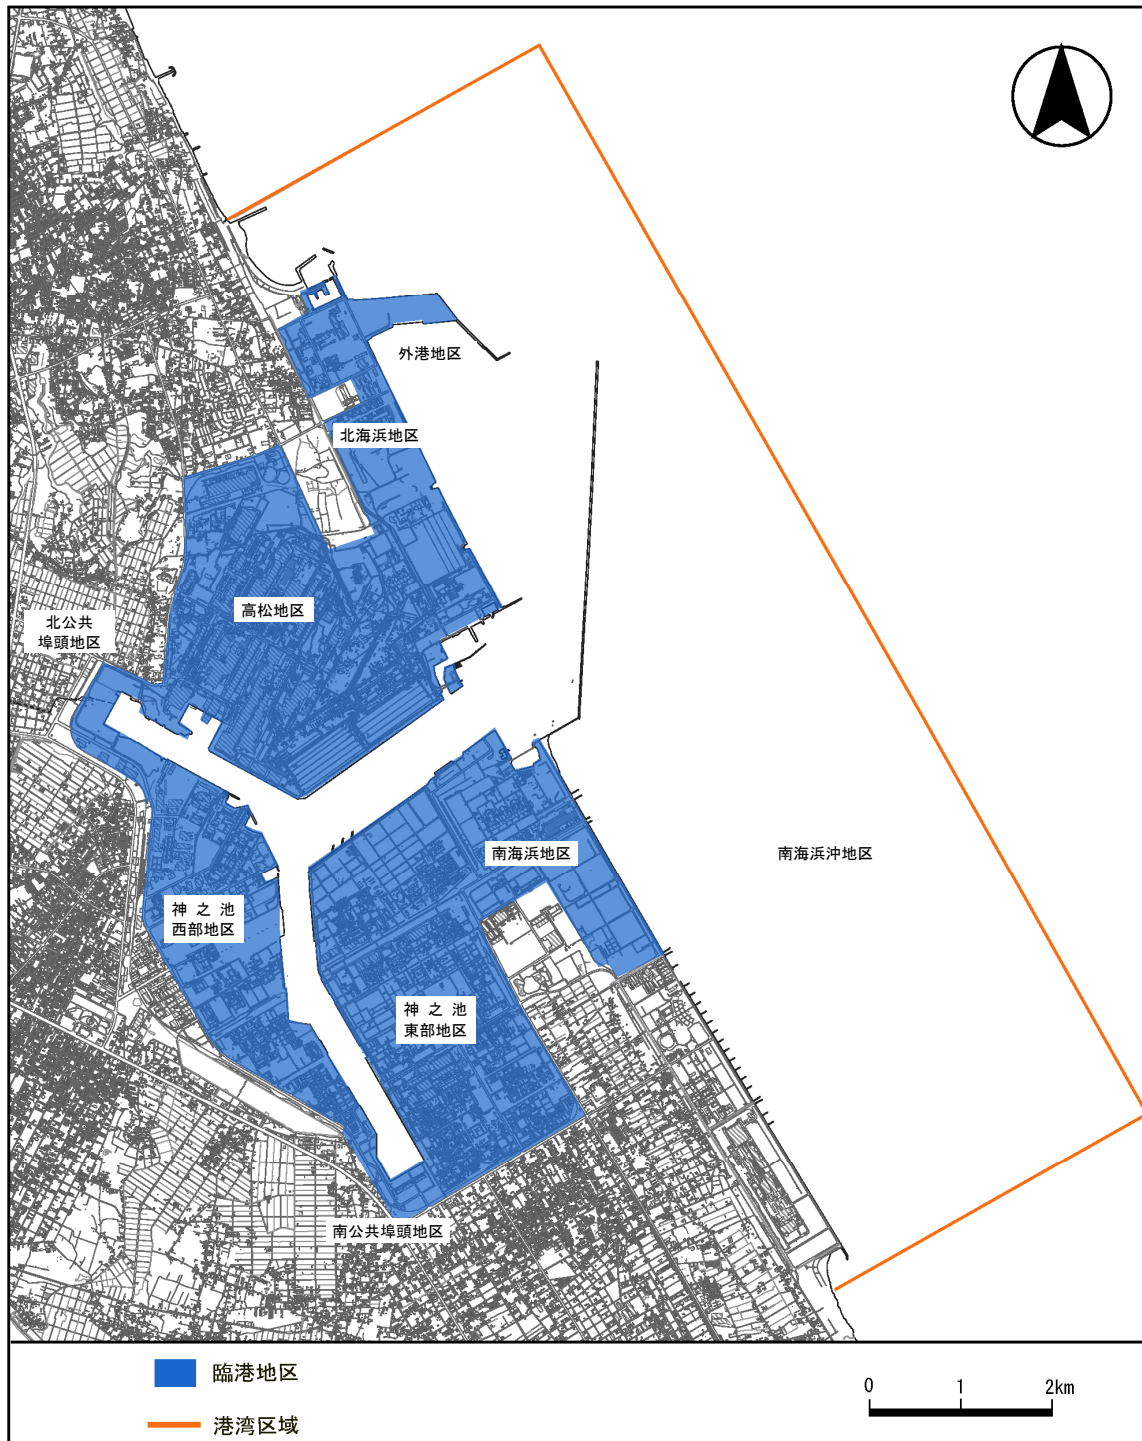 外港地区
北海浜地区
高松地区
北公共
埠頭地区
南海浜地区
南海浜沖地区
神之池
西部地区
神之池
東部地区
南公共埠頭地区
臨港地区
港湾区域
0 1 2km